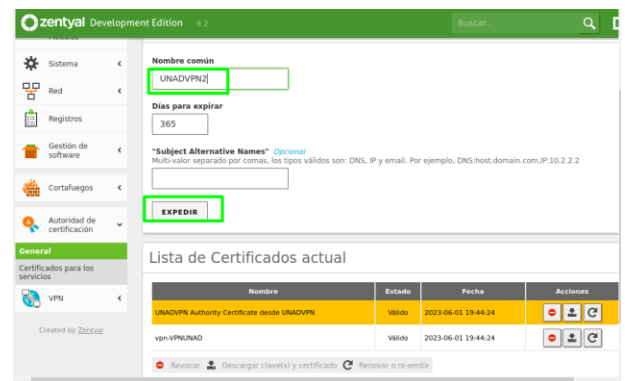 zentyal Development Edition 6.2
Buscar...
Sistema
Red
Registros
Gestión de
software
Cortafuegos
Autoridad de
certificación
General
Certificados para los
servicios
VPN
Created by Zentyal
Nombre común
UNADVPN2
Días para expirar
365
"Subject Alternative Names" Opcional
Multi-valor separado por comas, los tipos válidos son: DNS, IP y email. Por ejemplo, DNS:host.domain.com,IP:10.2.2.2
EXPEDIR
Lista de Certificados actual
Nombre Estado Fecha Acciones
UNADVPN Authority Certificate desde UNADVPN Válido 2023-06-01 19:44:24
vpn-VPNUNAD Válido 2023-06-01 19:44:24
Revocar Descargar clave(s) y certificado Renovar o re-emitir